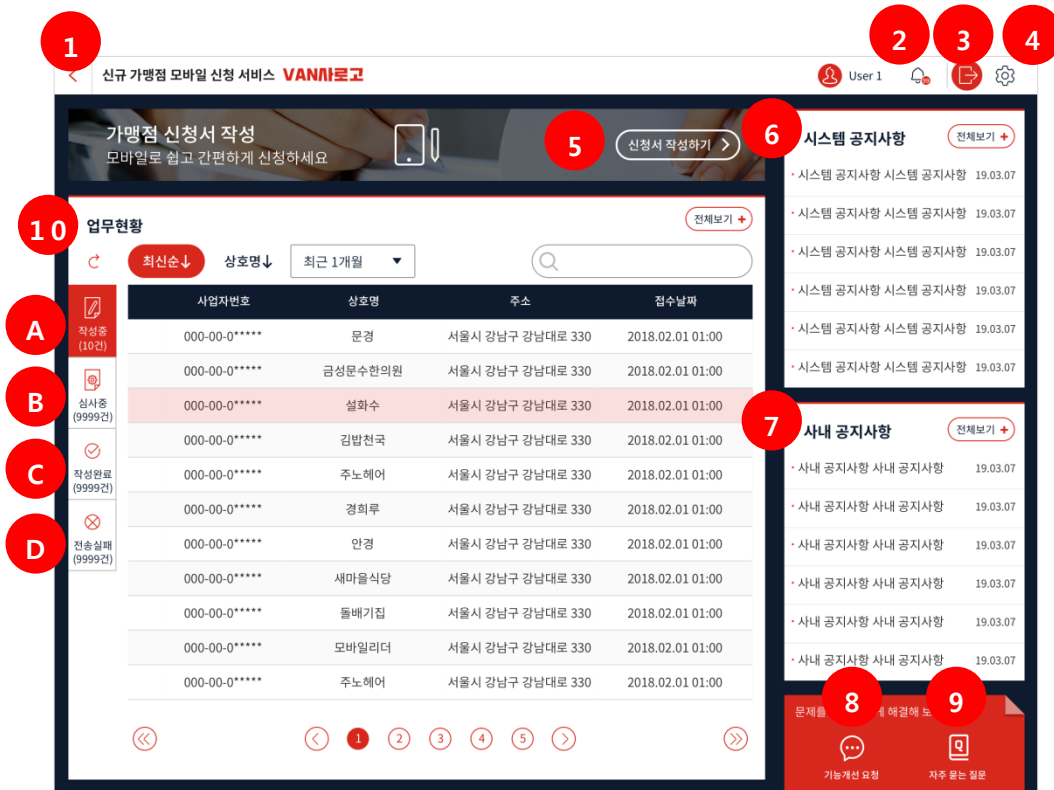 1
2
3
4
신규 가맹점 모바일 신청 서비스 VAN사로고
User 1
가맹점 신청서 작성
모바일로 쉽고 간편하게 신청하세요
5
신청서 작성하기
6
시스템 공지사항
전체보기 +
· 시스템 공지사항 시스템 공지사항 19.03.07
· 시스템 공지사항 시스템 공지사항 19.03.07
· 시스템 공지사항 시스템 공지사항 19.03.07
· 시스템 공지사항 시스템 공지사항 19.03.07
· 시스템 공지사항 시스템 공지사항 19.03.07
· 시스템 공지사항 시스템 공지사항 19.03.07
10
업무현황
전체보기 +
최신순↓ 상호명↓ 최근 1개월 ▼
A
작성중
(10건)
B
심사중
(9999건)
C
작성완료
(9999건)
D
전송실패
(9999건)
사업자번호 상호명 주소 접수날짜
000-00-0***** 문경 서울시 강남구 강남대로 330 2018.02.01 01:00
000-00-0***** 금성문수한의원 서울시 강남구 강남대로 330 2018.02.01 01:00
000-00-0***** 설화수 서울시 강남구 강남대로 330 2018.02.01 01:00
000-00-0***** 김밥천국 서울시 강남구 강남대로 330 2018.02.01 01:00
000-00-0***** 주노헤어 서울시 강남구 강남대로 330 2018.02.01 01:00
000-00-0***** 경희루 서울시 강남구 강남대로 330 2018.02.01 01:00
000-00-0***** 안경 서울시 강남구 강남대로 330 2018.02.01 01:00
000-00-0***** 새마을식당 서울시 강남구 강남대로 330 2018.02.01 01:00
000-00-0***** 돌배기집 서울시 강남구 강남대로 330 2018.02.01 01:00
000-00-0***** 모바일리더 서울시 강남구 강남대로 330 2018.02.01 01:00
000-00-0***** 주노헤어 서울시 강남구 강남대로 330 2018.02.01 01:00
1 2 3 4 5
7
사내 공지사항
전체보기 +
· 사내 공지사항 사내 공지사항 19.03.07
· 사내 공지사항 사내 공지사항 19.03.07
· 사내 공지사항 사내 공지사항 19.03.07
· 사내 공지사항 사내 공지사항 19.03.07
· 사내 공지사항 사내 공지사항 19.03.07
· 사내 공지사항 사내 공지사항 19.03.07
8
9
해결해
Q
기능개선 요청
자주 묻는 질문